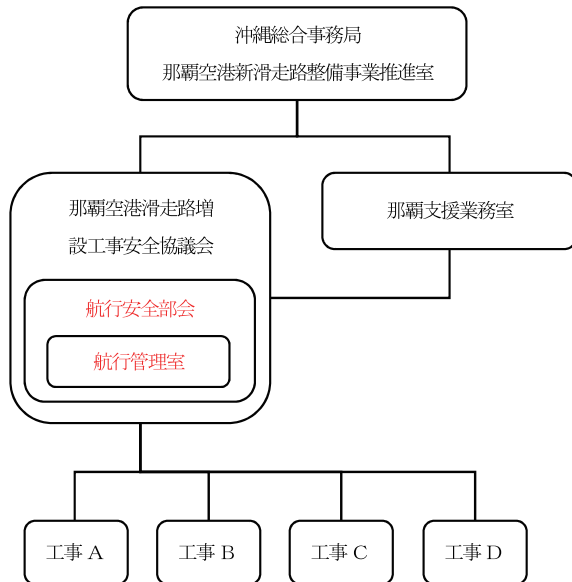 沖縄総合事務局
那覇空港新滑走路整備事業推進室
那覇空港滑走路増
設工事安全協議会
航行安全部会
航行管理室
那覇支援業務室
工事 A
工事 B
工事 C
工事 D